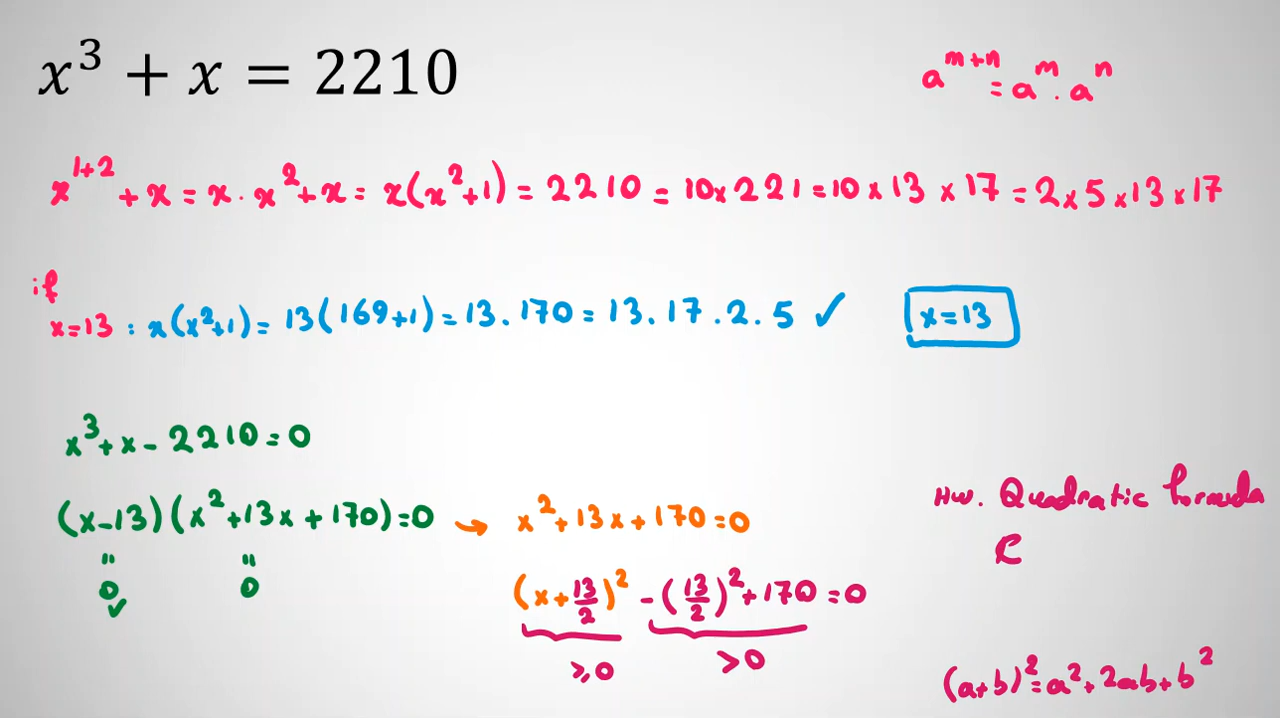 x³ + x = 2210
a^{m+n} = a^m · a^n
x^{1+2} + x = x · x² + x = x(x²+1) = 2210 = 10×221 = 10 × 13 × 17 = 2 × 5 × 13 × 17
if
x=13 : x(x²+1) = 13(169+1) = 13 . 170 = 13 . 17 . 2 . 5 ✓
x=13
x³+x-2210=0
(x-13)(x²+13x+170)=0 → x²+13x+170=0
Hw. Quadratic formula
" "
0 0
✓
(x+13/2)² -(13/2)²+170=0
≥0 >0
(a+b)²=a²+2ab+b²